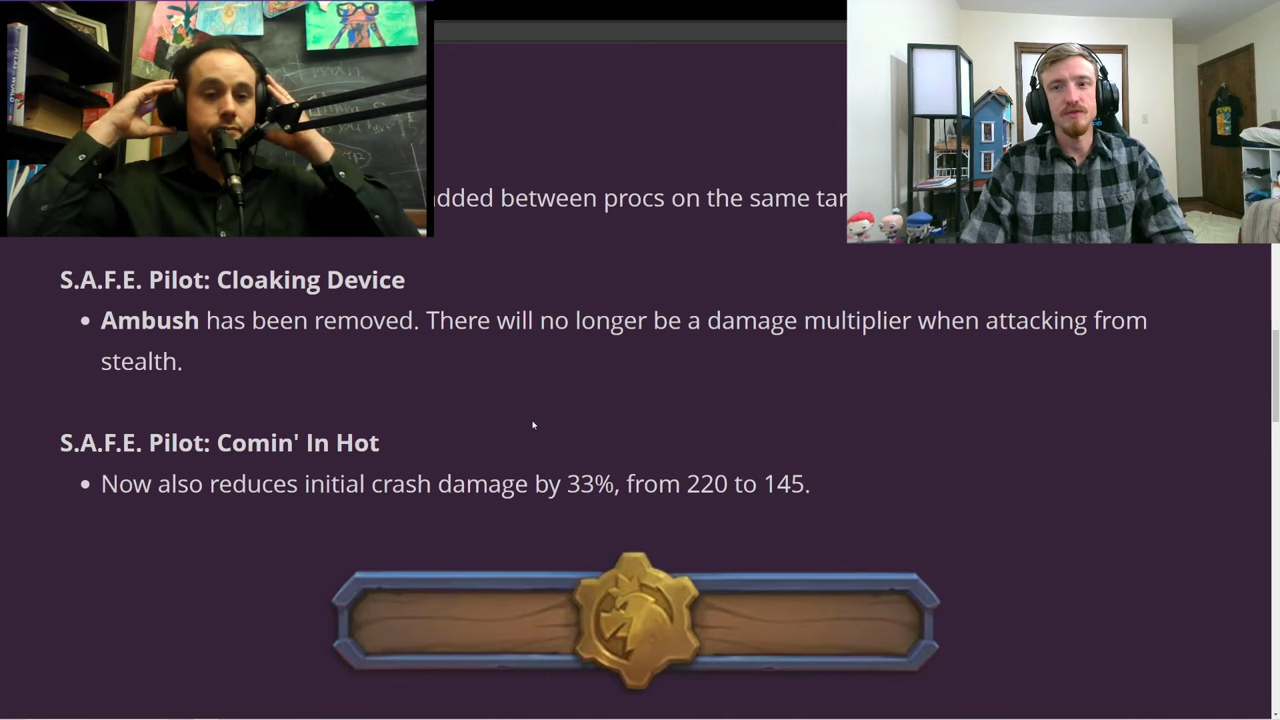 dded between procs on the same tar
S.A.F.E. Pilot: Cloaking Device
• Ambush has been removed. There will no longer be a damage multiplier when attacking from
stealth.
S.A.F.E. Pilot: Comin' In Hot
• Now also reduces initial crash damage by 33%, from 220 to 145.